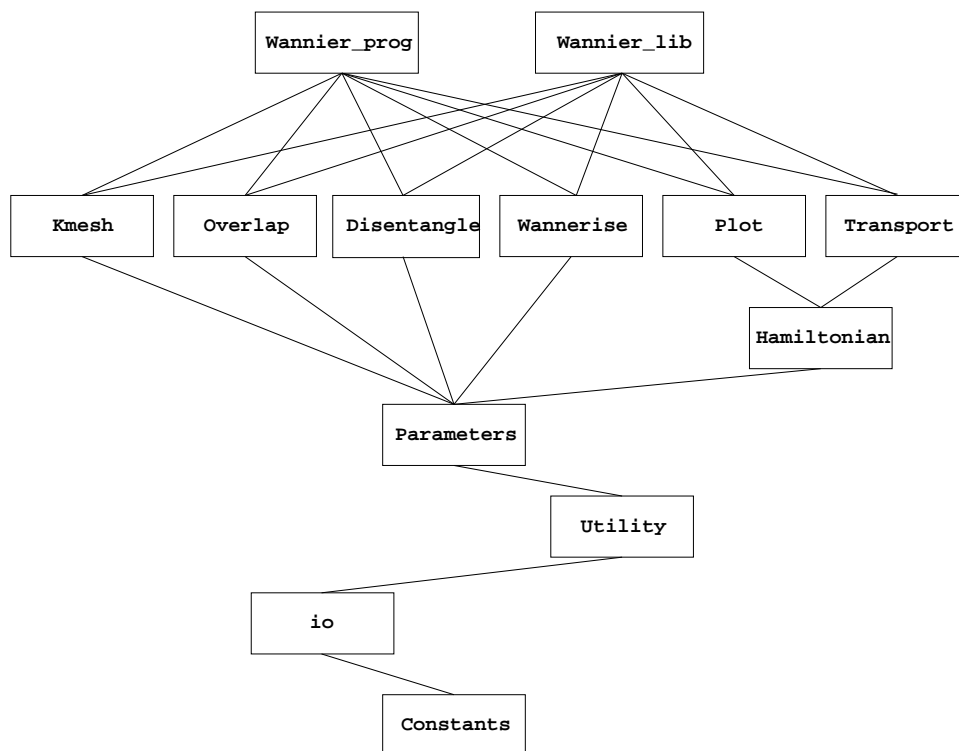 Wannier_prog
Wannier_lib
Kmesh
Overlap
Disentangle
Wannerise
Plot
Transport
Hamiltonian
Parameters
Utility
io
Constants